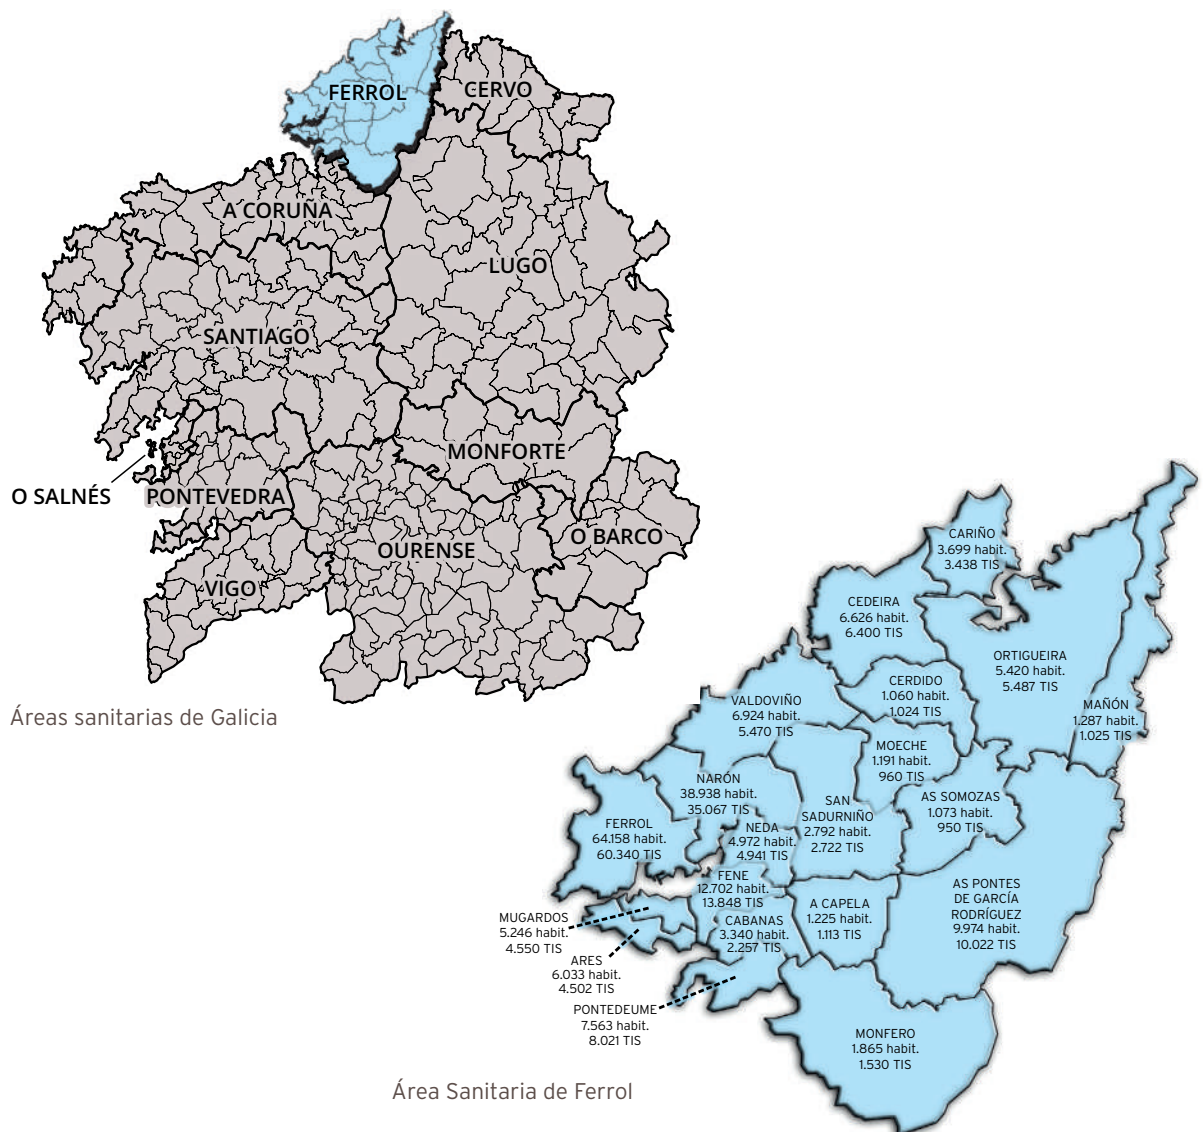 FERROL
CERVO
A CORUÑA
LUGO
SANTIAGO
MONFORTE
O SALNÉS
PONTEVEDRA
OURENSE
O BARCO
VIGO
Áreas sanitarias de Galicia
CARIÑO
3.699 habit.
3.438 TIS
CEDEIRA
6.626 habit.
6.400 TIS
ORTIGUEIRA
5.420 habit.
5.487 TIS
CERDIDO
1.060 habit.
1.024 TIS
MAÑÓN
1.287 habit.
1.025 TIS
VALDOVIÑO
6.924 habit.
5.470 TIS
MOECHE
1.191 habit.
960 TIS
NARÓN
38.938 habit.
35.067 TIS
AS SOMOZAS
1.073 habit.
950 TIS
SAN
SADURNIÑO
2.792 habit.
2.722 TIS
FERROL
64.158 habit.
60.340 TIS
NEDA
4.972 habit.
4.941 TIS
FENE
12.702 habit.
13.848 TIS
AS PONTES
DE GARCÍA
RODRÍGUEZ
9.974 habit.
10.022 TIS
A CAPELA
1.225 habit.
1.113 TIS
CABANAS
3.340 habit.
2.257 TIS
MUGARDOS
5.246 habit.
4.550 TIS
ARES
6.033 habit.
4.502 TIS
PONTEDEUME
7.563 habit.
8.021 TIS
MONFERO
1.865 habit.
1.530 TIS
Área Sanitaria de Ferrol